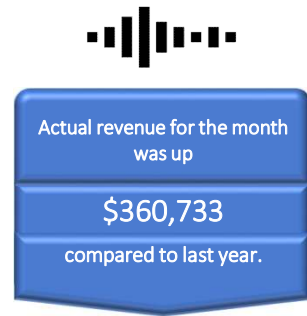 Actual revenue for the month
was up
$360,733
compared to last year.